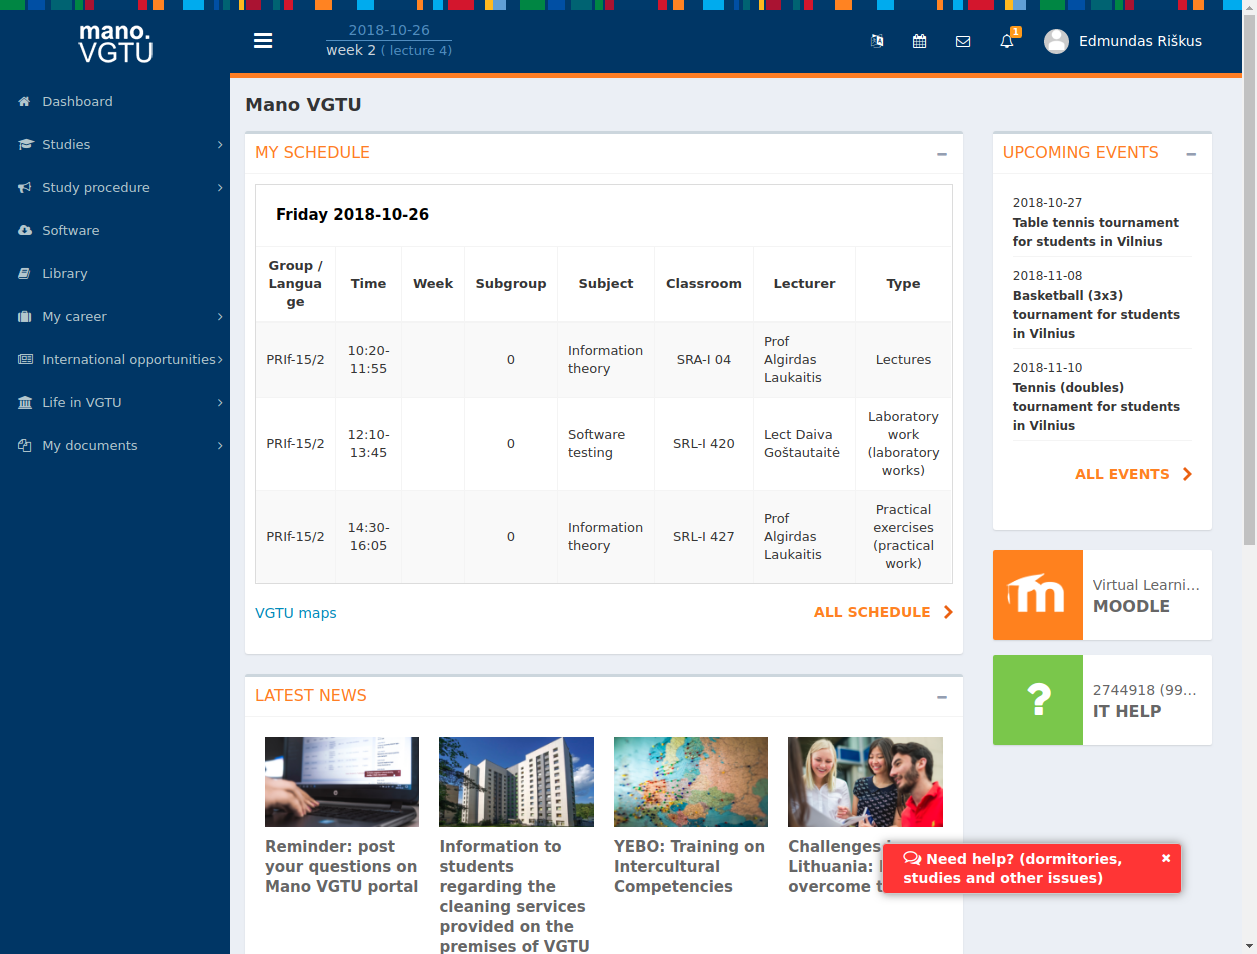 mano.
VGTU
2018-10-26
week 2 ( lecture 4)
1
Edmundas Riškus
Dashboard
Studies
Study procedure
Software
Library
My career
International opportunities
Life in VGTU
My documents
Mano VGTU
MY SCHEDULE
Friday 2018-10-26
Group /
Langua
ge
Time
Week
Subgroup
Subject
Classroom
Lecturer
Type
PRIf-15/2
10:20-
11:55
0
Information
theory
SRA-I 04
Prof
Algirdas
Laukaitis
Lectures
PRIf-15/2
12:10-
13:45
0
Software
testing
SRL-I 420
Lect Daiva
Goštautaitė
Laboratory
work
(laboratory
works)
PRIf-15/2
14:30-
16:05
0
Information
theory
SRL-I 427
Prof
Algirdas
Laukaitis
Practical
exercises
(practical
work)
VGTU maps
ALL SCHEDULE
UPCOMING EVENTS
2018-10-27
Table tennis tournament
for students in Vilnius
2018-11-08
Basketball (3x3)
tournament for students
in Vilnius
2018-11-10
Tennis (doubles)
tournament for students
in Vilnius
ALL EVENTS
m
Virtual Learni...
MOODLE
?
2744918 (99...
IT HELP
LATEST NEWS
Reminder: post
your questions on
Mano VGTU portal
Information to
students
regarding the
cleaning services
provided on the
premises of VGTU
YEBO: Training on
Intercultural
Competencies
Challenges
Lithuania:
overcome
Need help? (dormitories,
studies and other issues)